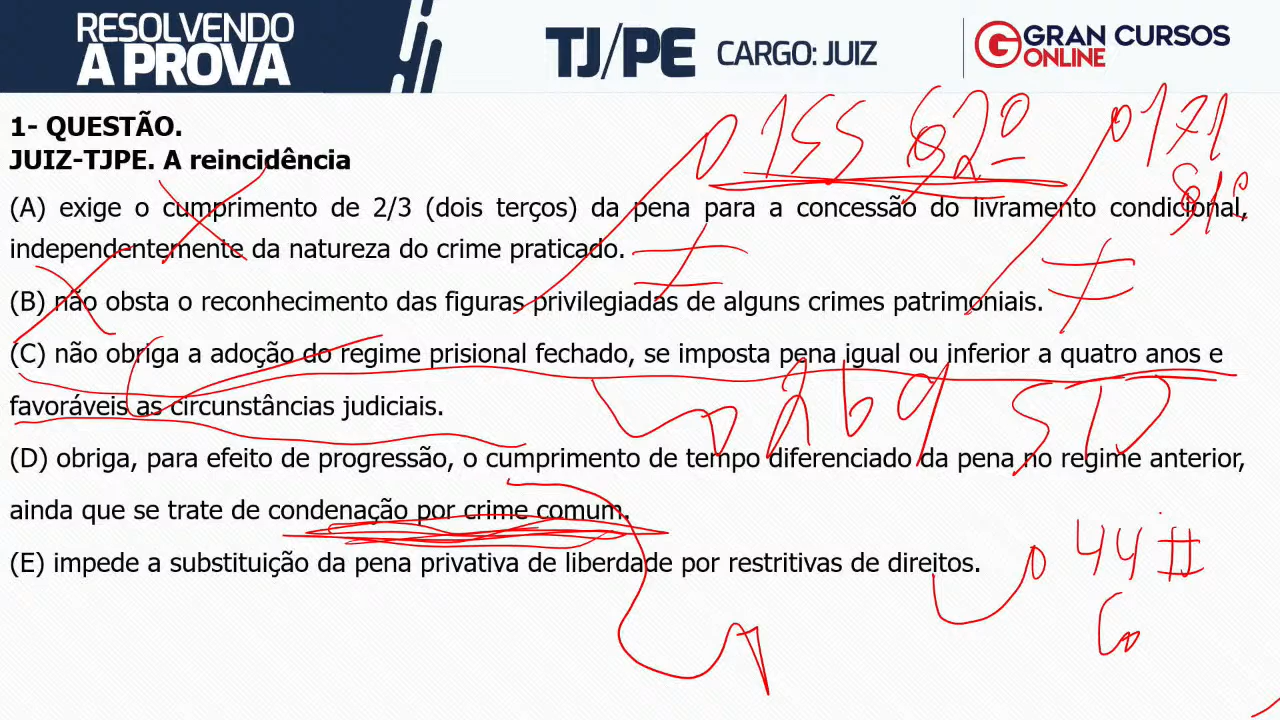 RESOLVENDO
A PROVA
TJ/PE CARGO: JUIZ
GRAN CURSOS
ONLINE
1- QUESTÃO.
JUIZ-TJPE. A reincidência
155 §2º
171
§1º
(A) exige o cumprimento de 2/3 (dois terços) da pena para a concessão do livramento condicional,
independentemente da natureza do crime praticado.
(B) não obsta o reconhecimento das figuras privilegiadas de alguns crimes patrimoniais.
(C) não obriga a adoção do regime prisional fechado, se imposta pena igual ou inferior a quatro anos e
favoráveis as circunstâncias judiciais.
269 STJ
(D) obriga, para efeito de progressão, o cumprimento de tempo diferenciado da pena no regime anterior,
ainda que se trate de condenação por crime comum.
(E) impede a substituição da pena privativa de liberdade por restritivas de direitos.
44 II